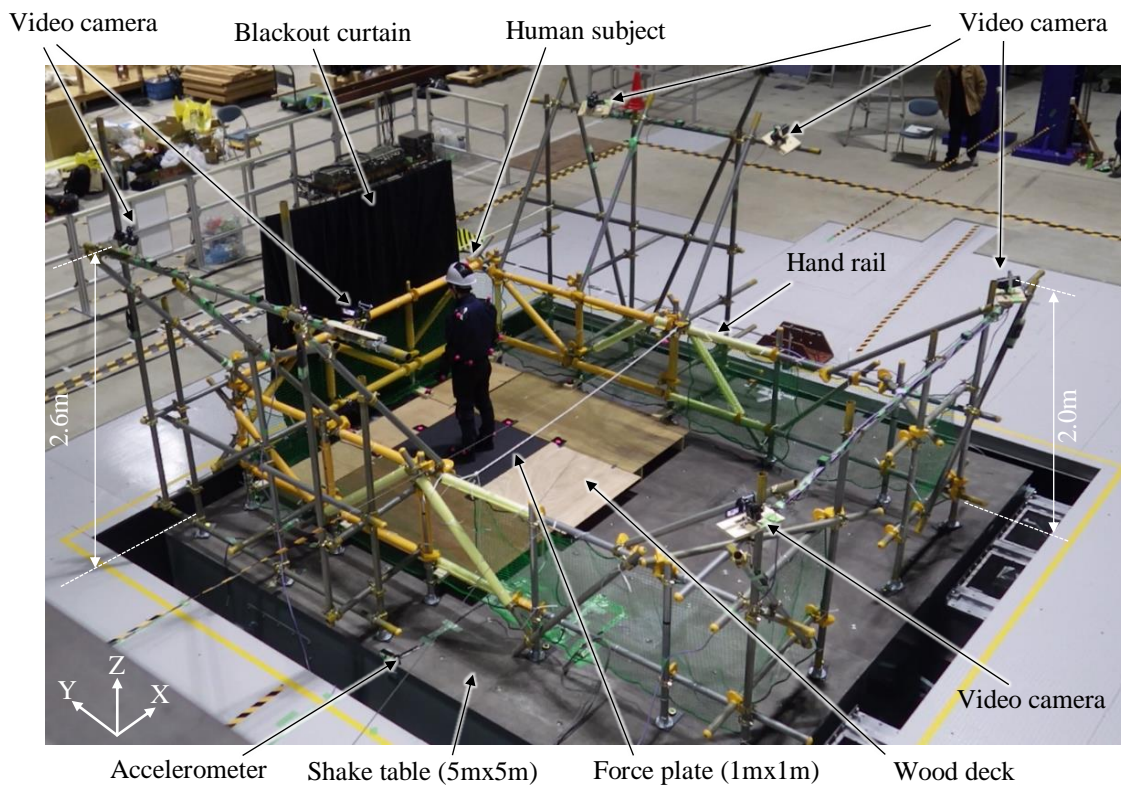 Video camera
Blackout curtain
Human subject
Video camera
Hand rail
2.6m
2.0m
Z
Y
X
Video camera
Accelerometer
Shake table (5mx5m)
Force plate (1mx1m)
Wood deck